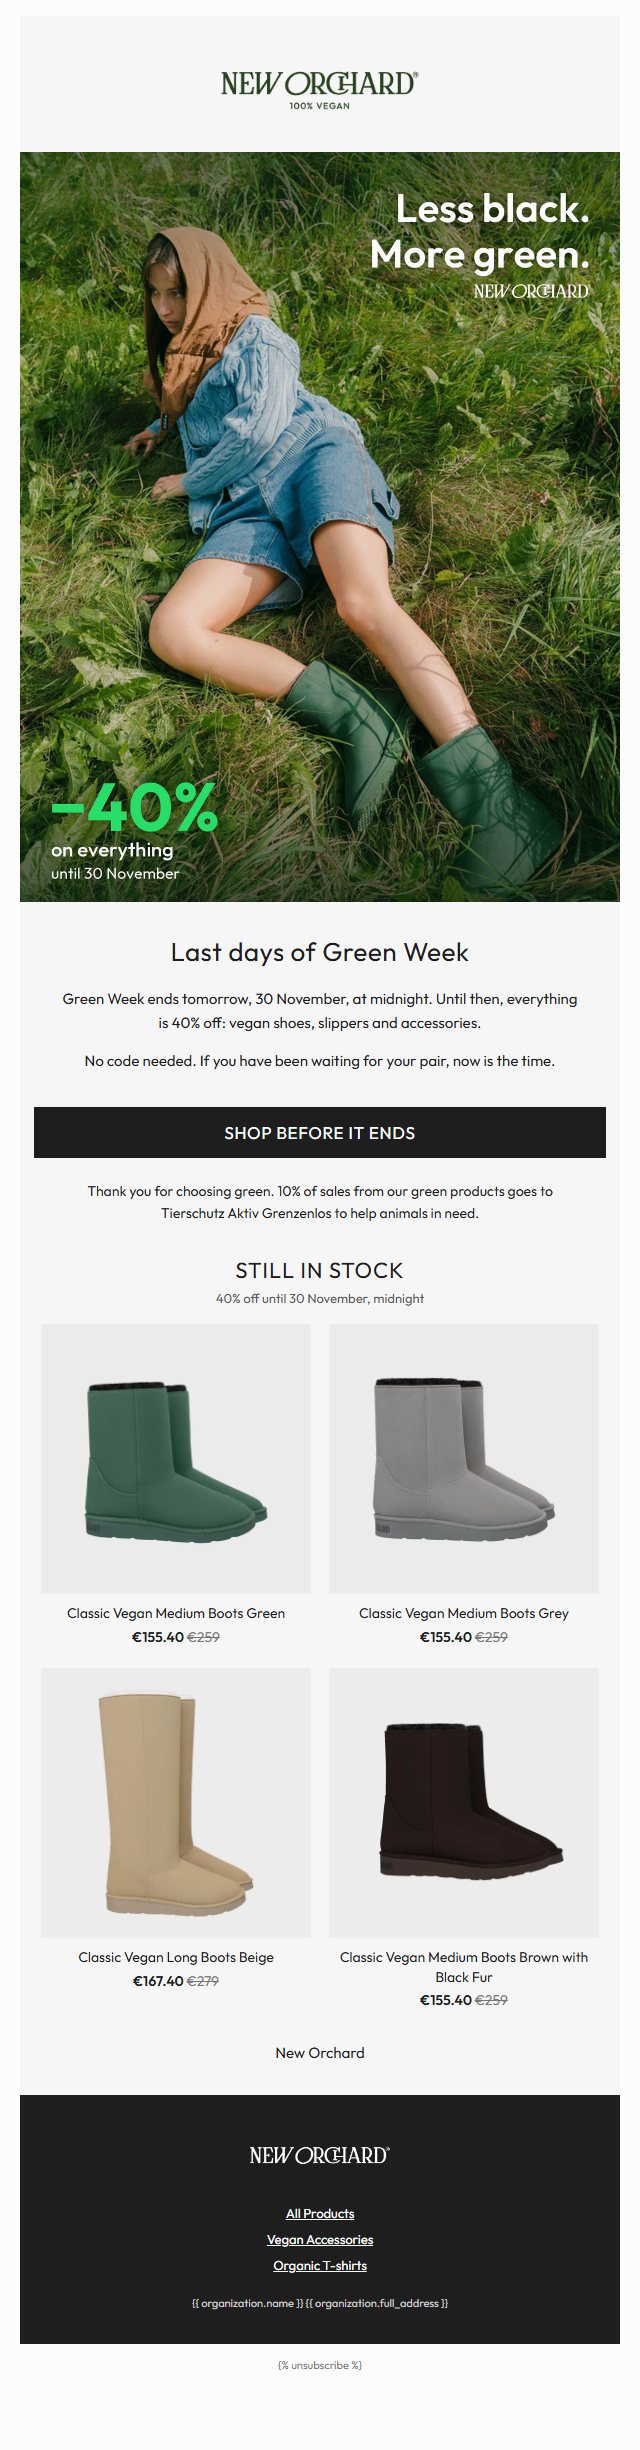 NEW ORCHARD®
100% VEGAN
Less black.
More green.
NEW ORCHARD
–40%
on everything
until 30 November
Last days of Green Week
Green Week ends tomorrow, 30 November, at midnight. Until then, everything
is 40% off: vegan shoes, slippers and accessories.
No code needed. If you have been waiting for your pair, now is the time.
SHOP BEFORE IT ENDS
Thank you for choosing green. 10% of sales from our green products goes to
Tierschutz Aktiv Grenzenlos to help animals in need.
STILL IN STOCK
40% off until 30 November, midnight
Classic Vegan Medium Boots Green
€155.40 €259
Classic Vegan Medium Boots Grey
€155.40 €259
Classic Vegan Long Boots Beige
€167.40 €279
Classic Vegan Medium Boots Brown with
Black Fur
€155.40 €259
New Orchard
NEW ORCHARD®
All Products
Vegan Accessories
Organic T-shirts
{{ organization.name }} {{ organization.full_address }}
{% unsubscribe %}